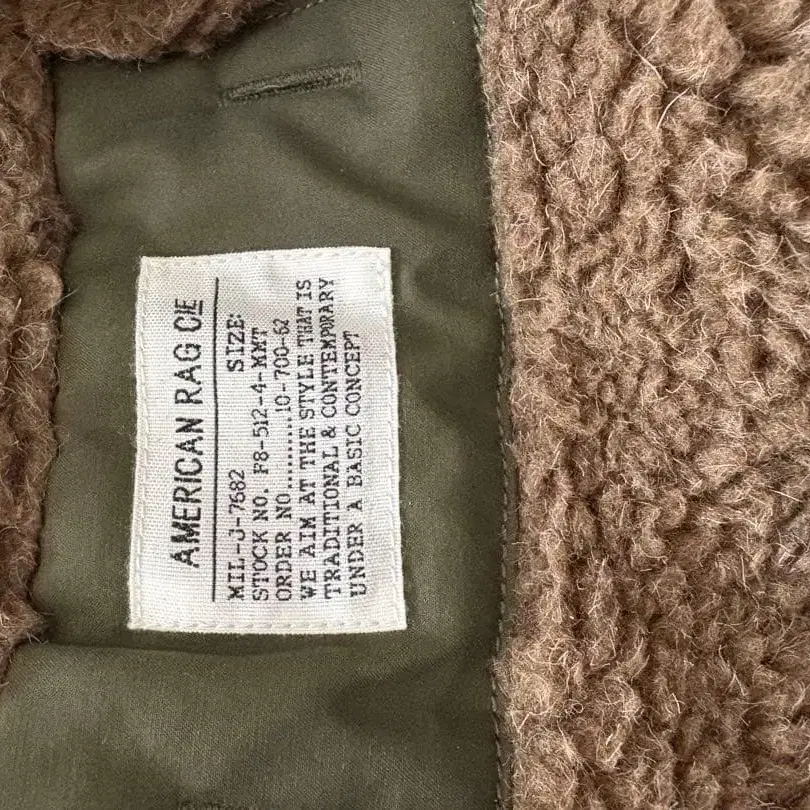 AMERICAN RAG CIE
MIL-J-7682 SIZE:
STOCK NO. F8-512-4-MMT
ORDER NO..........10-700-62
WE AIM AT THE STYLE THAT IS
TRADITIONAL & CONTEMPORARY
UNDER A BASIC CONCEPT